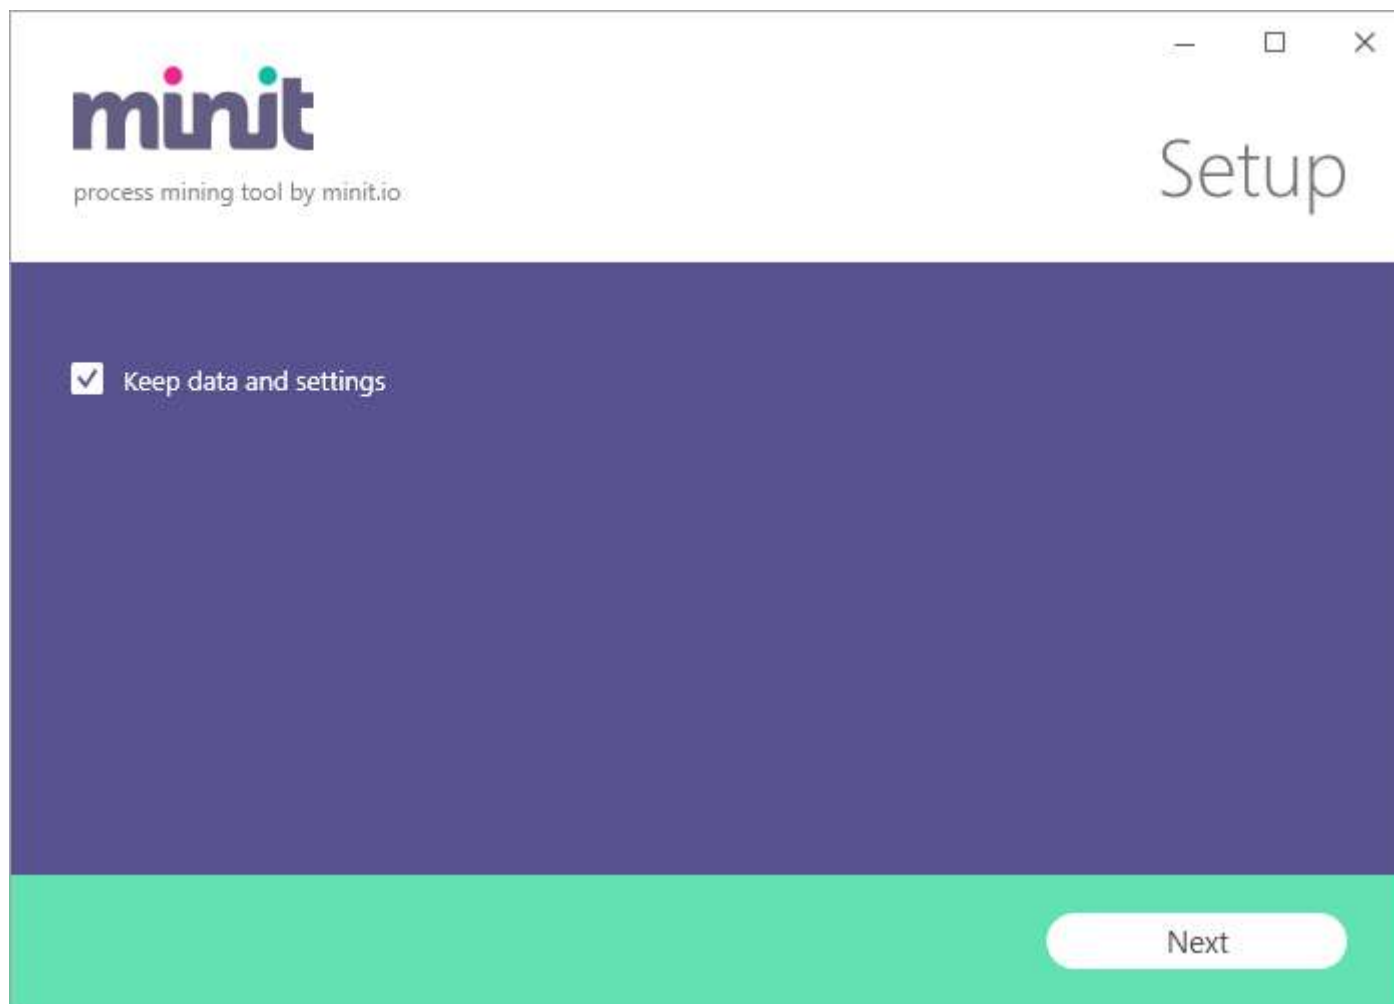 minit
process mining tool by minit.io
Setup
Keep data and settings
Next